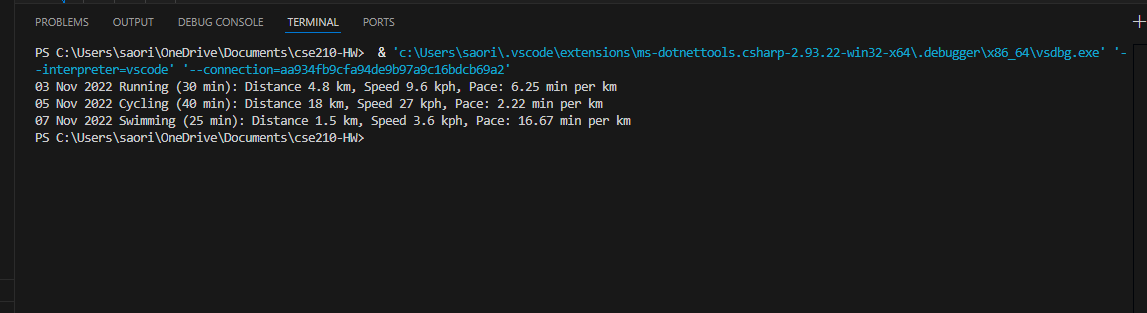 PROBLEMS OUTPUT DEBUG CONSOLE TERMINAL PORTS
PS C:\Users\saori\OneDrive\Documents\cse210-HW>  & 'c:\Users\saori\.vscode\extensions\ms-dotnettools.csharp-2.93.22-win32-x64\.debugger\x86_64\vsdbg.exe' '-
-interpreter=vscode' '--connection=aa934fb9cfa94de9b97a9c16bdcb69a2'
03 Nov 2022 Running (30 min): Distance 4.8 km, Speed 9.6 kph, Pace: 6.25 min per km
05 Nov 2022 Cycling (40 min): Distance 18 km, Speed 27 kph, Pace: 2.22 min per km
07 Nov 2022 Swimming (25 min): Distance 1.5 km, Speed 3.6 kph, Pace: 16.67 min per km
PS C:\Users\saori\OneDrive\Documents\cse210-HW>